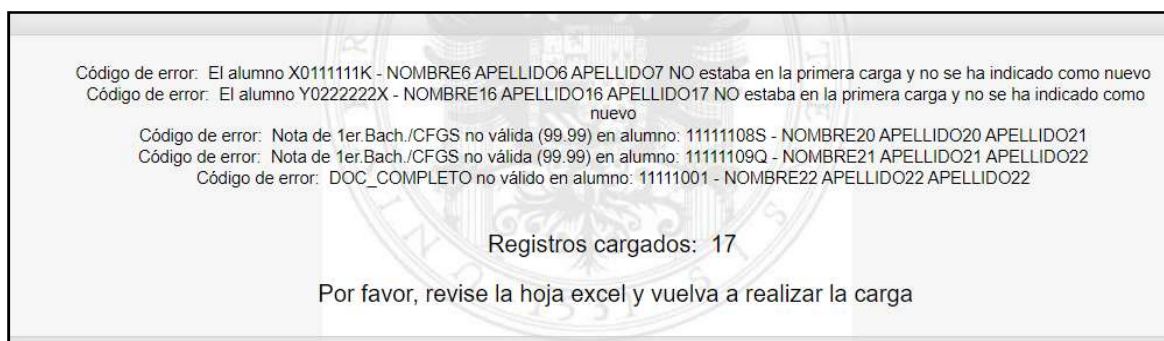 Código de error: El alumno X0111111K - NOMBRE6 APELLIDO6 APELLIDO7 NO estaba en la primera carga y no se ha indicado como nuevo
Código de error: El alumno Y0222222X - NOMBRE16 APELLIDO16 APELLIDO17 NO estaba en la primera carga y no se ha indicado como
nuevo
Código de error: Nota de 1er.Bach./CFGS no válida (99.99) en alumno: 11111108S - NOMBRE20 APELLIDO20 APELLIDO21
Código de error: Nota de 1er.Bach./CFGS no válida (99.99) en alumno: 11111109Q - NOMBRE21 APELLIDO21 APELLIDO22
Código de error: DOC_COMPLETO no válido en alumno: 11111001 - NOMBRE22 APELLIDO22 APELLIDO22
Registros cargados: 17
Por favor, revise la hoja excel y vuelva a realizar la carga